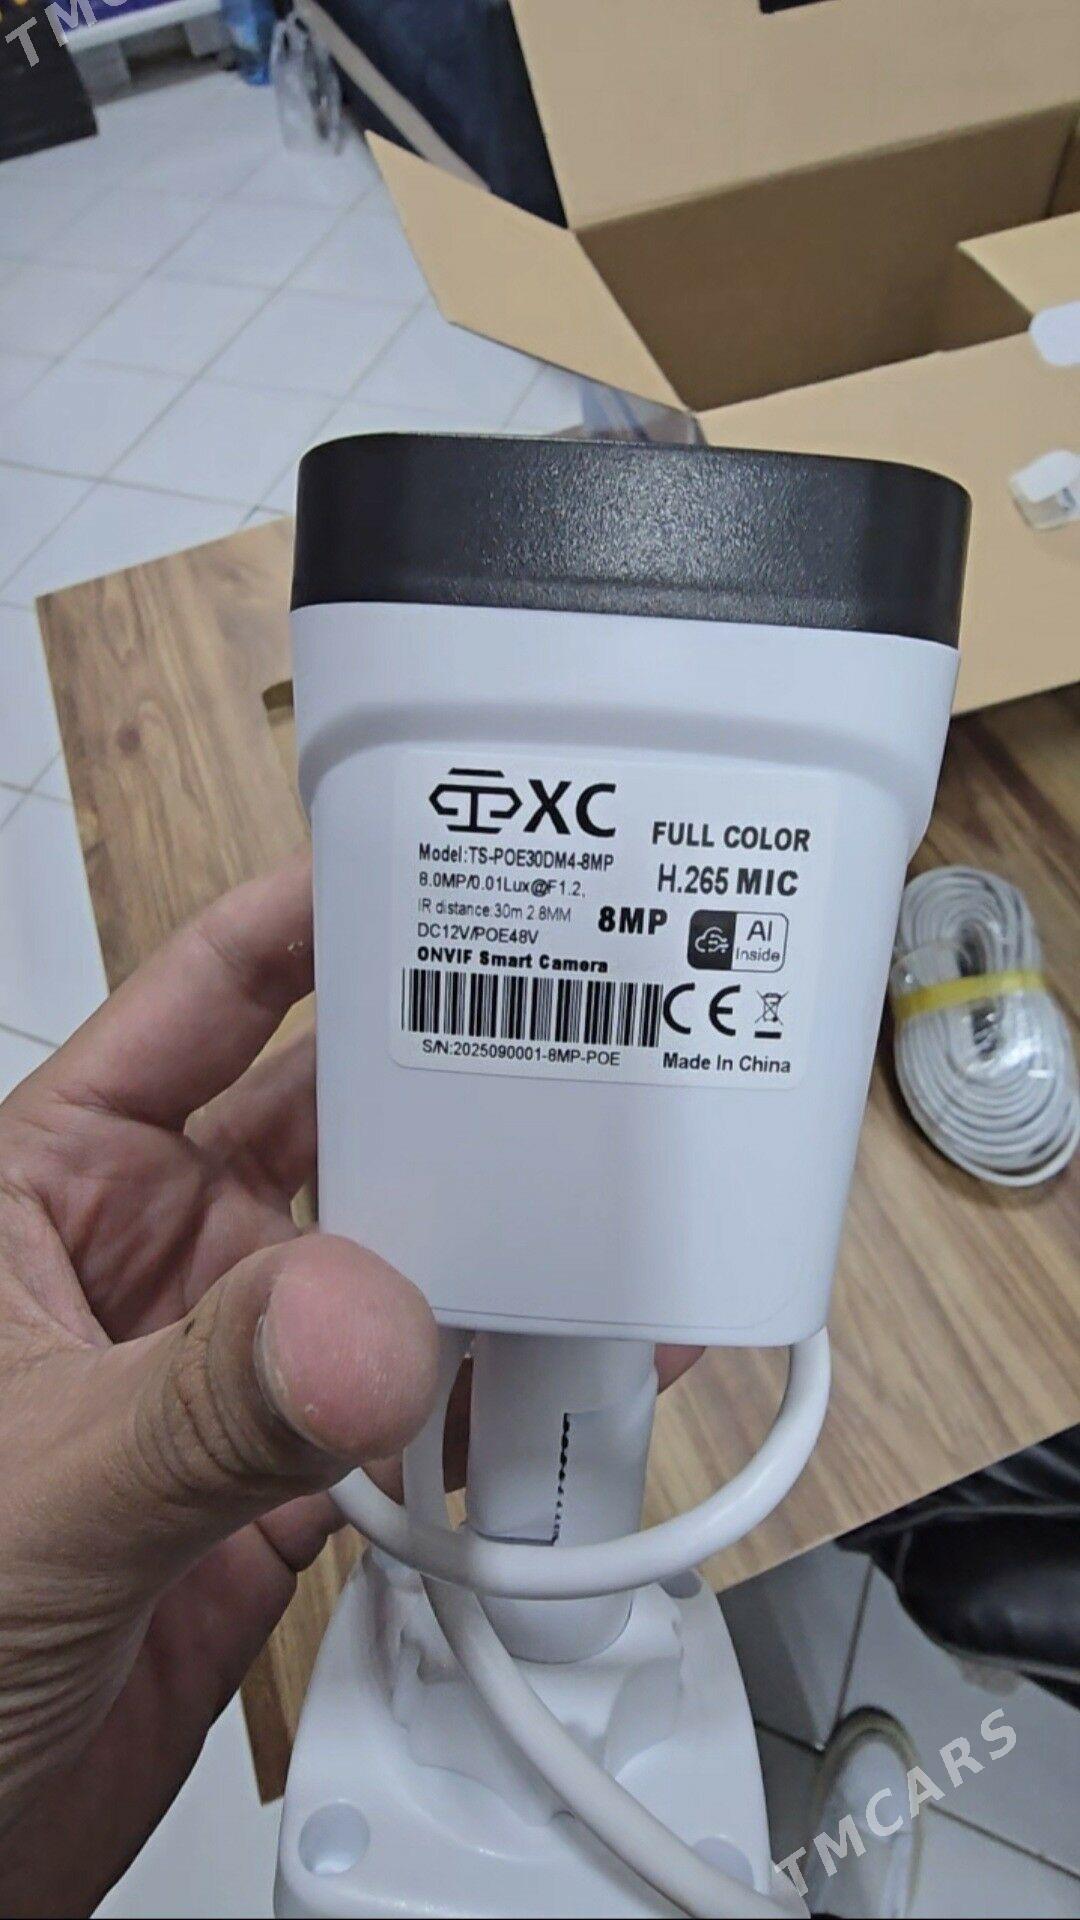 TMC
XC
FULL COLOR
Model:TS-POE30DM4-8MP
H.265 MIC
8.0MP/0.01Lux@F1.2,
IR distance:30m 2.8MM
8MP
AI
Inside
DC12V/POE48V
ONVIF Smart Camera
CE
S/N:2025090001-8MP-POE
Made In China
TMCARS